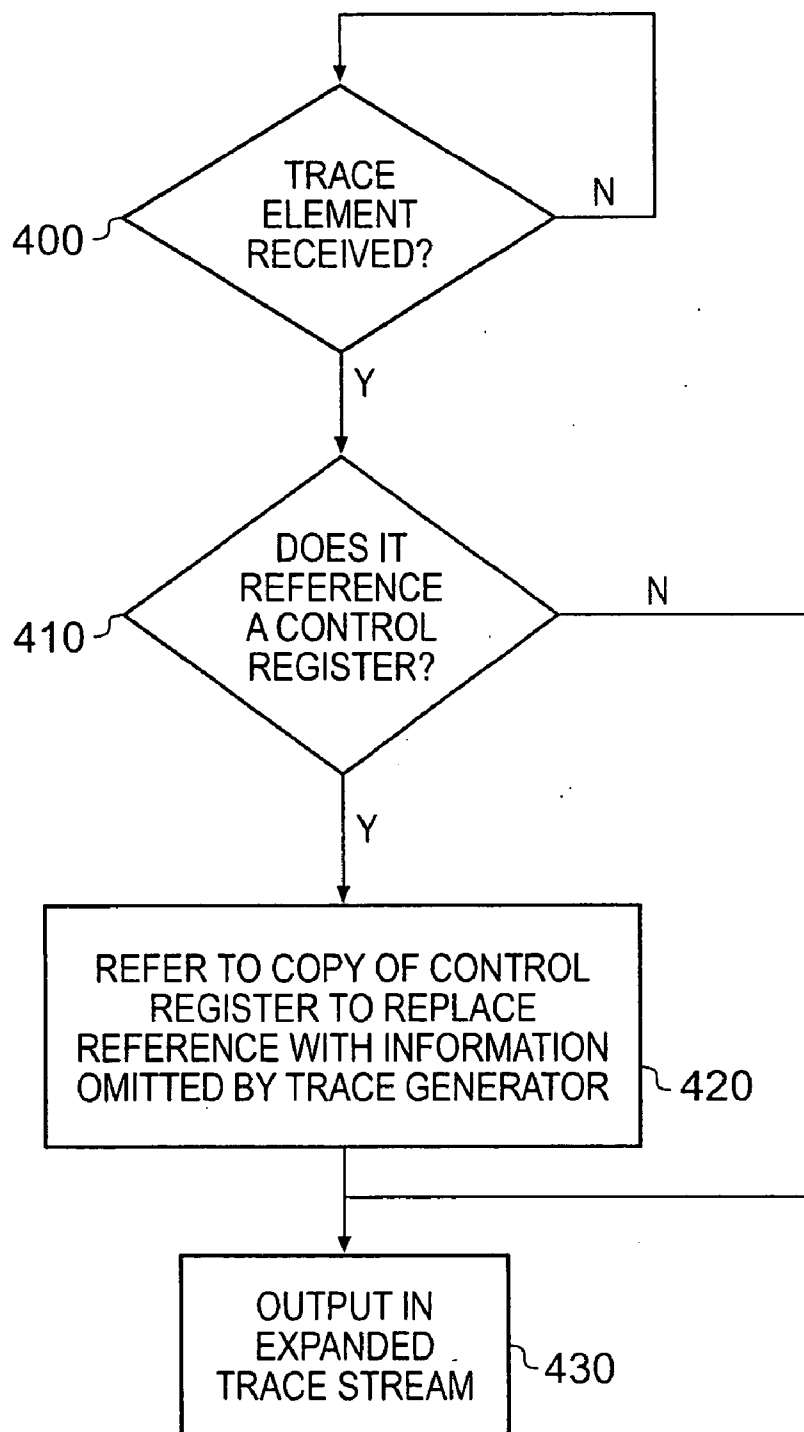 TRACE
ELEMENT
RECEIVED?
N
400
Y
DOES IT
REFERENCE
A CONTROL
REGISTER?
N
410
Y
REFER TO COPY OF CONTROL
REGISTER TO REPLACE
REFERENCE WITH INFORMATION
OMITTED BY TRACE GENERATOR
420
OUTPUT IN
EXPANDED
TRACE STREAM
430